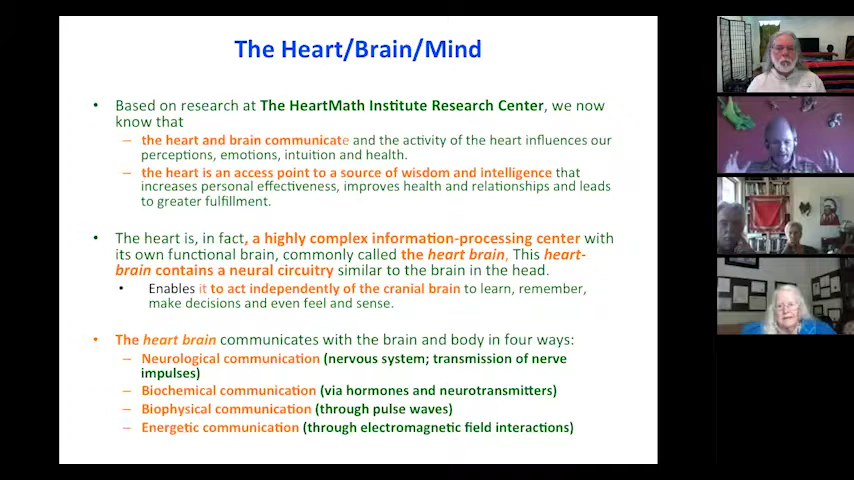 The Heart/Brain/Mind
• Based on research at The HeartMath Institute Research Center, we now
know that
– the heart and brain communicate and the activity of the heart influences our
perceptions, emotions, intuition and health.
– the heart is an access point to a source of wisdom and intelligence that
increases personal effectiveness, improves health and relationships and leads
to greater fulfillment.
• The heart is, in fact, a highly complex information-processing center with
its own functional brain, commonly called the heart brain, This heart-
brain contains a neural circuitry similar to the brain in the head.
• Enables it to act independently of the cranial brain to learn, remember,
make decisions and even feel and sense.
• The heart brain communicates with the brain and body in four ways:
– Neurological communication (nervous system; transmission of nerve
impulses)
– Biochemical communication (via hormones and neurotransmitters)
– Biophysical communication (through pulse waves)
– Energetic communication (through electromagnetic field interactions)